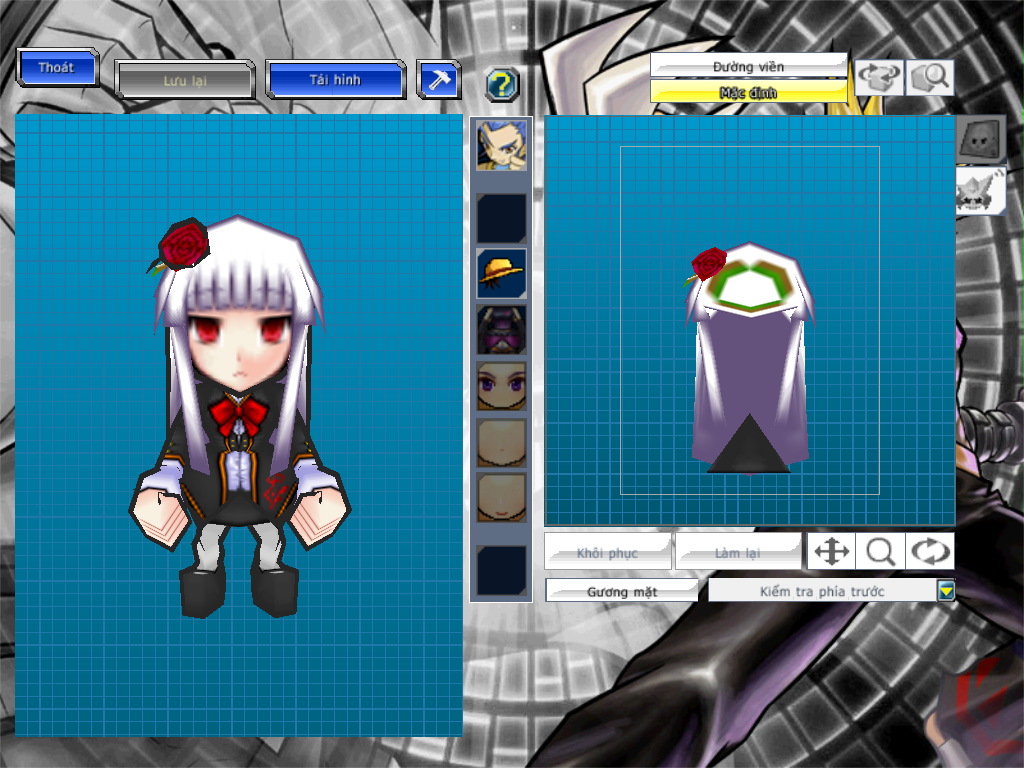 Thoát
Lưu lại
Tải hình
?
Đường viền
Mặc định
Khôi phục
Làm lại
Gương mặt
Kiểm tra phía trước